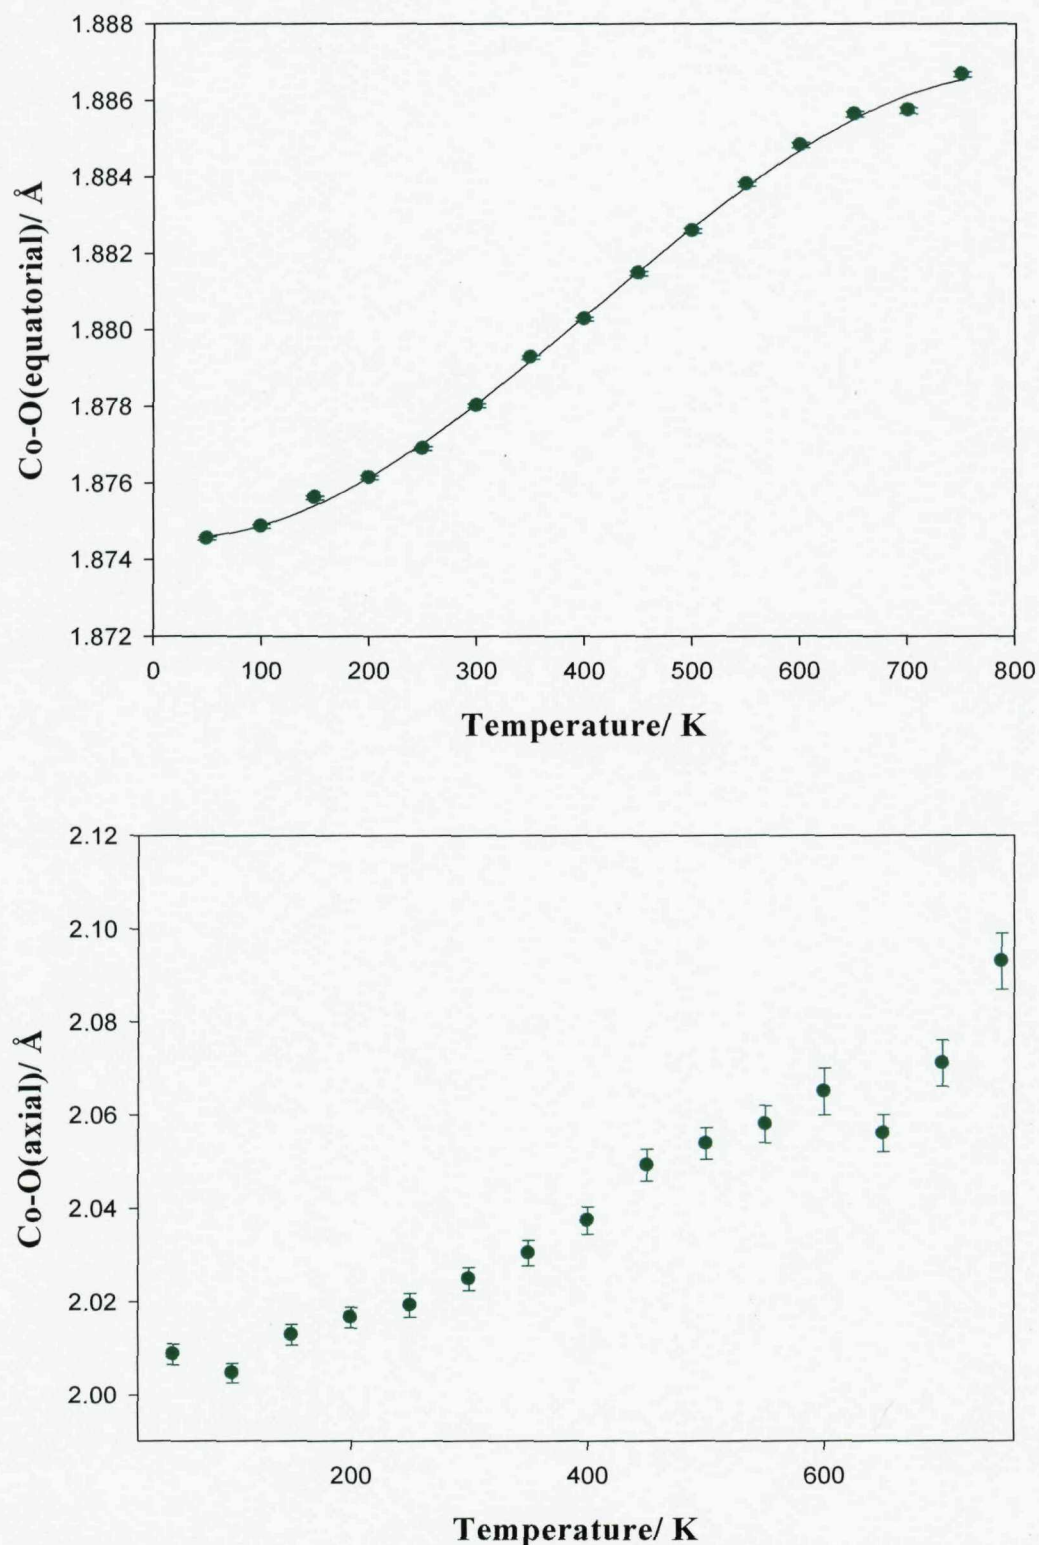 1.888
1.886
1.884
1.882
1.880
1.878
1.876
1.874
1.872
Co-O(equatorial)/ Å
0 100 200 300 400 500 600 700 800
Temperature/ K
2.12
2.10
2.08
2.06
2.04
2.02
2.00
Co-O(axial)/ Å
200 400 600
Temperature/ K